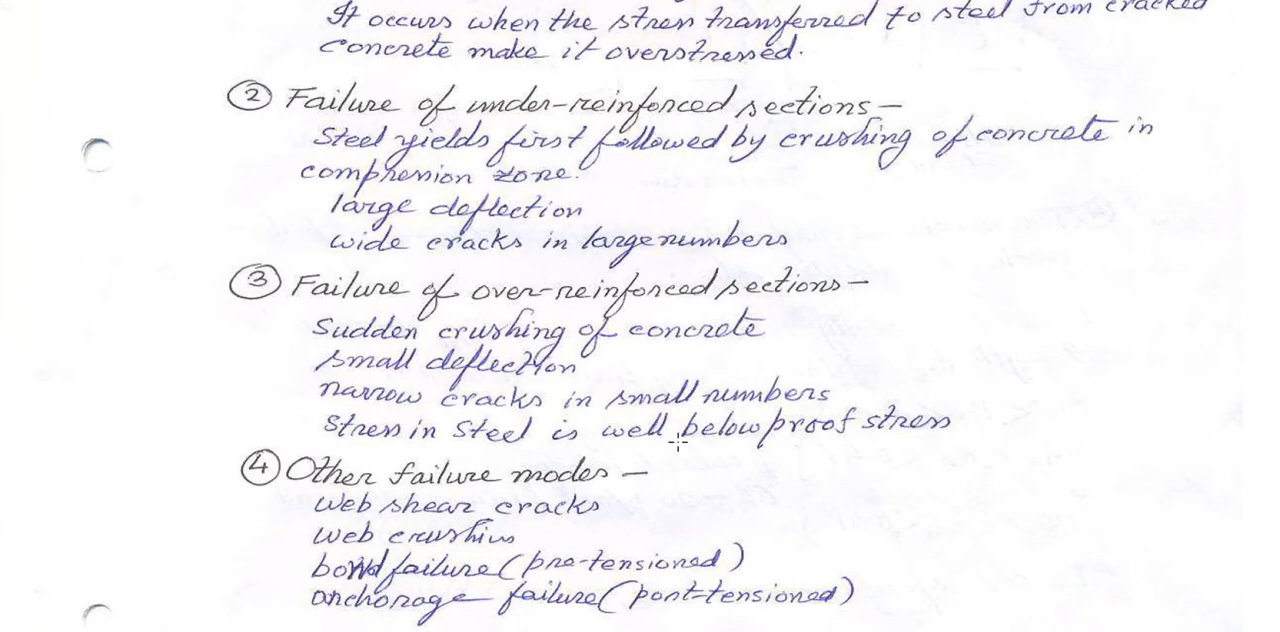 It occurs when the stress transferred to steel from cracked
concrete make it overstressed.
② Failure of under-reinforced sections —
Steel yields first followed by crushing of concrete in
compression zone.
large deflection
wide cracks in large numbers
③ Failure of over-reinforced sections —
Sudden crushing of concrete
small deflection
narrow cracks in small numbers
stress in steel is well below proof stress
④ Other failure modes —
web shear cracks
web crushing
bond failure (pre-tensioned)
anchorage failure (post-tensioned)